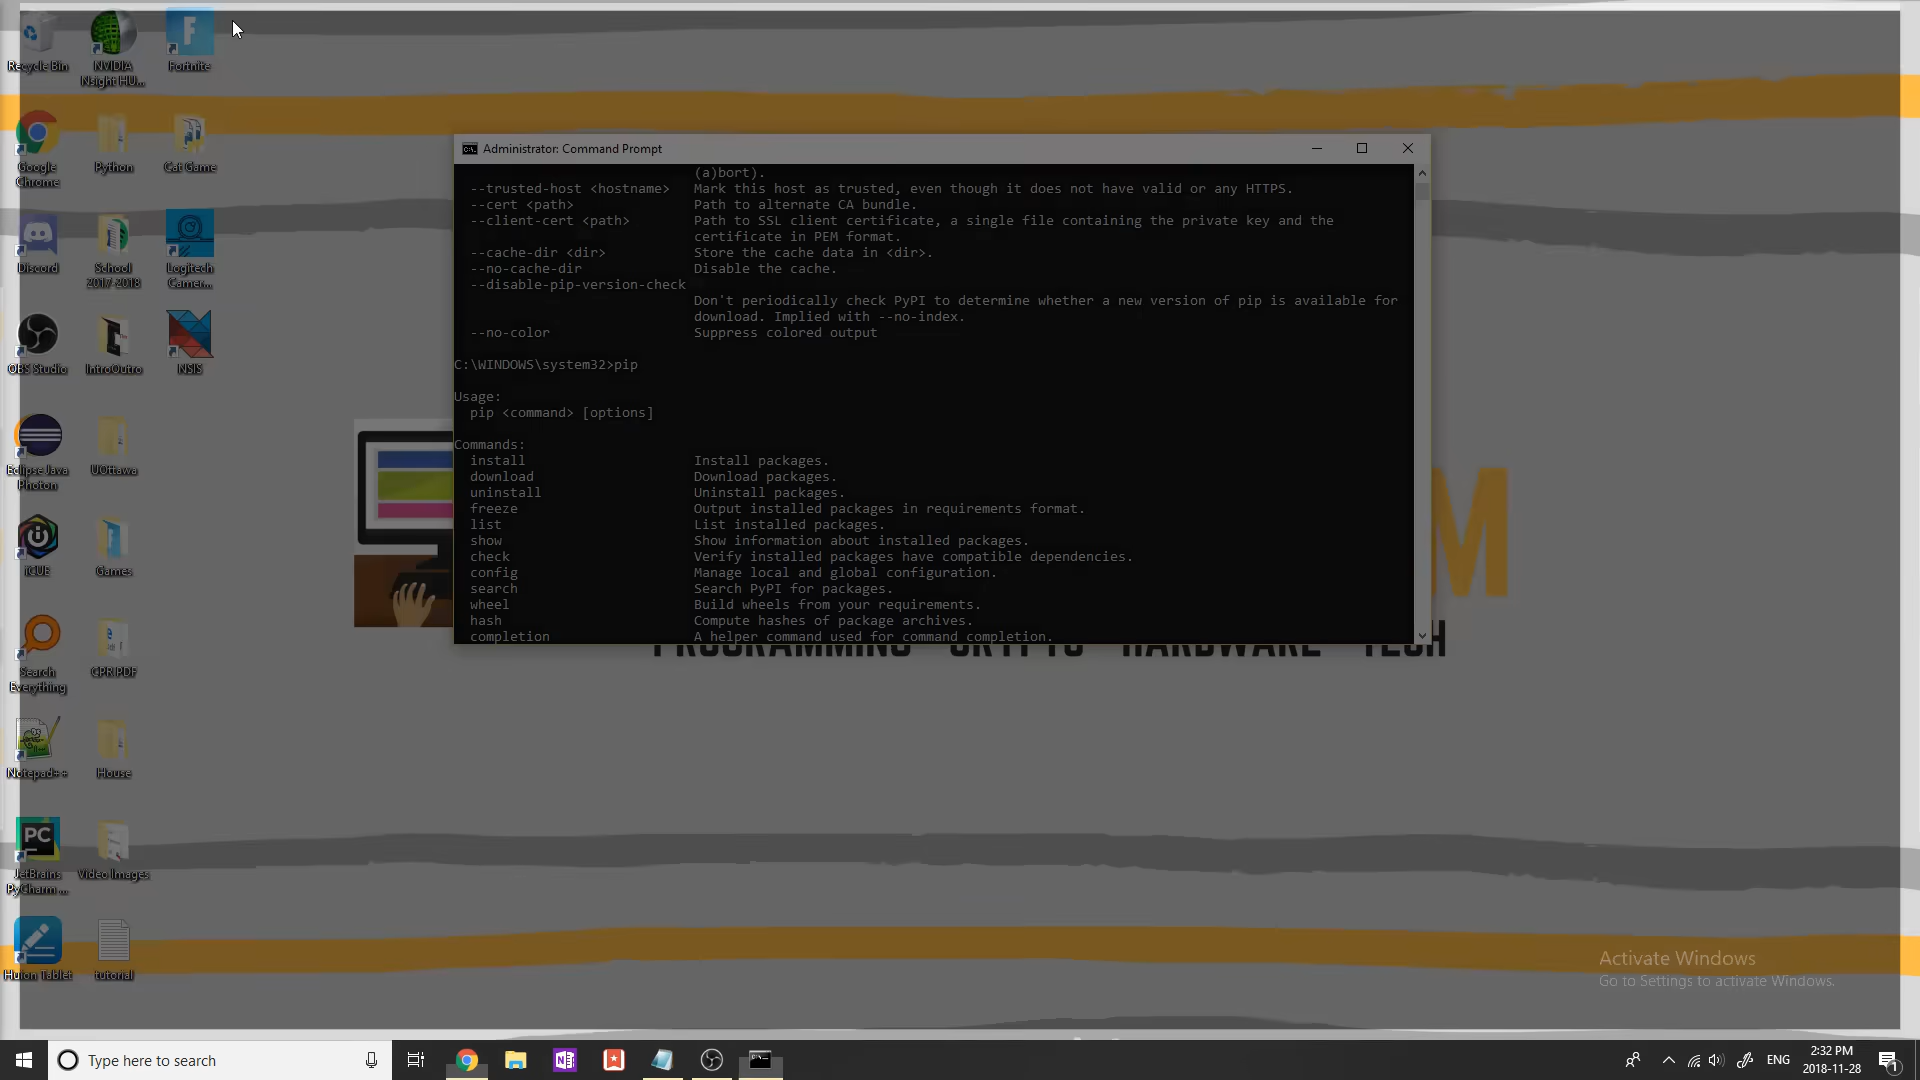 Recycle Bin
NVIDIA
Nsight HU...
Fortnite
Google
Chrome
Python
Cat Game
Discord
School
2017-2018
Logitech
Gamer...
OBS Studio
IntroOutro
NSIS
Eclipse Java
Photon
UOttawa
iCUE
Games
Search
Everything
CPR PDF
Notepad++
House
PC
JetBrains
PyCharm ...
Video Images
Huion Tablet
tutorial
Administrator: Command Prompt
(a)bort).
--trusted-host <hostname> Mark this host as trusted, even though it does not have valid or any HTTPS.
--cert <path> Path to alternate CA bundle.
--client-cert <path> Path to SSL client certificate, a single file containing the private key and the
certificate in PEM format.
--cache-dir <dir> Store the cache data in <dir>.
--no-cache-dir Disable the cache.
--disable-pip-version-check
Don't periodically check PyPI to determine whether a new version of pip is available for
download. Implied with --no-index.
--no-color Suppress colored output
C:\WINDOWS\system32>pip
Usage:
pip <command> [options]
Commands:
install Install packages.
download Download packages.
uninstall Uninstall packages.
freeze Output installed packages in requirements format.
list List installed packages.
show Show information about installed packages.
check Verify installed packages have compatible dependencies.
config Manage local and global configuration.
search Search PyPI for packages.
wheel Build wheels from your requirements.
hash Compute hashes of package archives.
completion A helper command used for command completion.
M
PROGRAMMING CRYPTO HARDWARE TECH
Activate Windows
Go to Settings to activate Windows.
Type here to search
ENG
2:32 PM
2018-11-28
1